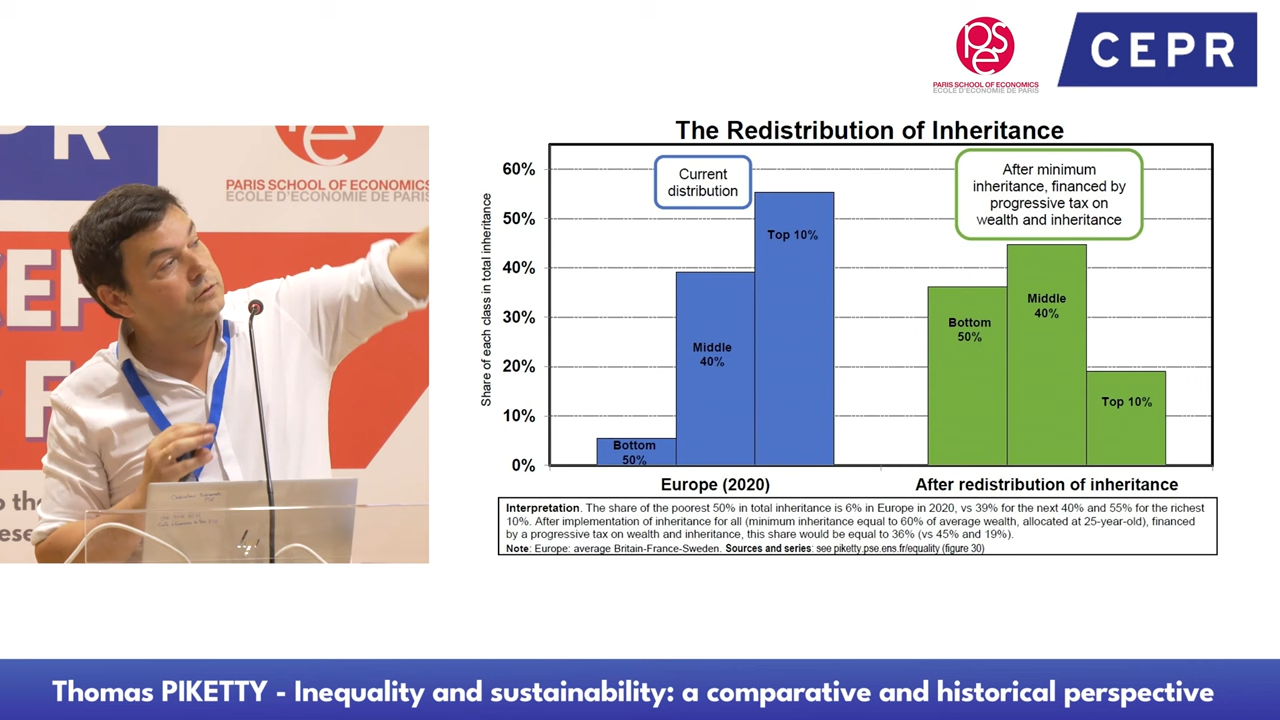 pse
PARIS SCHOOL OF ECONOMICS
ECOLE D'ECONOMIE DE PARIS
CEPR
PR
PARIS SCHOOL OF ECONOMICS
ECOLE D'ECONOMIE DE PARIS
The Redistribution of Inheritance
Share of each class in total inheritance
60%
50%
40%
30%
20%
10%
0%
Current
distribution
Bottom
50%
Middle
40%
Top 10%
After minimum
inheritance, financed by
progressive tax on
wealth and inheritance
Bottom
50%
Middle
40%
Top 10%
Europe (2020)
After redistribution of inheritance
Interpretation. The share of the poorest 50% in total inheritance is 6% in Europe in 2020, vs 39% for the next 40% and 55% for the richest
10%. After implementation of inheritance for all (minimum inheritance equal to 60% of average wealth, allocated at 25-year-old), financed
by a progressive tax on wealth and inheritance, this share would be equal to 36% (vs 45% and 19%).
Note: Europe: average Britain-France-Sweden. Sources and series: see piketty.pse.ens.fr/equality (figure 30)
Thomas PIKETTY - Inequality and sustainability: a comparative and historical perspective